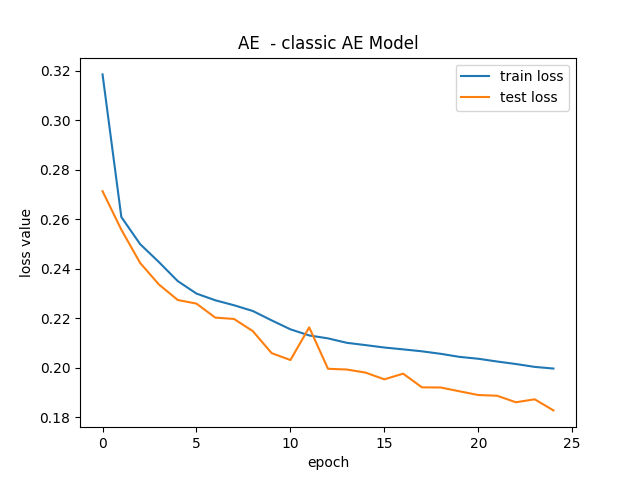 AE  - classic AE Model
train loss
test loss
loss value
0.32
0.30
0.28
0.26
0.24
0.22
0.20
0.18
0 5 10 15 20 25
epoch